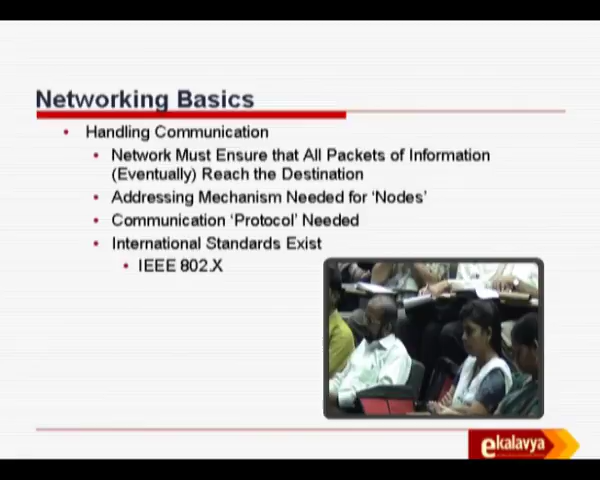 Networking Basics
Handling Communication
Network Must Ensure that All Packets of Information
(Eventually) Reach the Destination
Addressing Mechanism Needed for 'Nodes'
Communication 'Protocol' Needed
International Standards Exist
IEEE 802.X
ekalavya